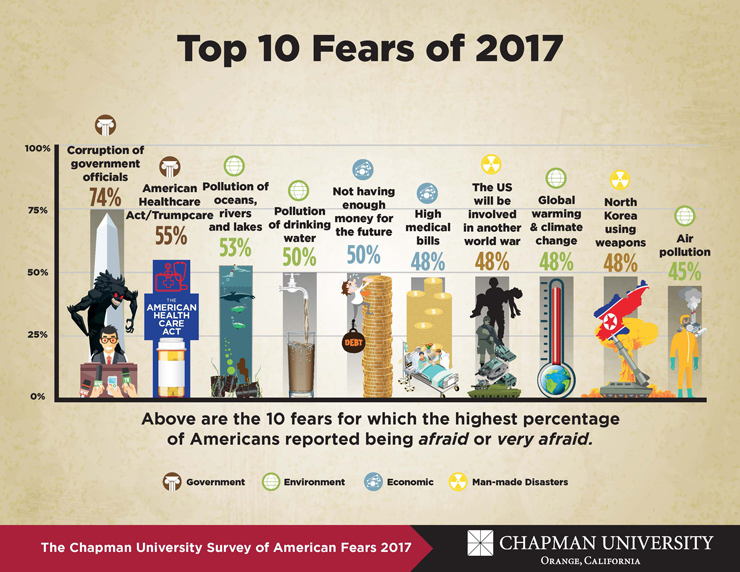 Top 10 Fears of 2017
100%
75%
50%
25%
0%
Corruption of
government
officials
74%
American
Healthcare
Act/Trumpcare
55%
THE
AMERICAN
HEALTH
CARE
ACT
Pollution of
oceans,
rivers
and lakes
53%
Pollution
of drinking
water
50%
Not having
enough
money for
the future
50%
DEBT
High
medical
bills
48%
The US
will be
involved
in another
world war
48%
Global
warming
& climate
change
48%
North
Korea
using
weapons
48%
Air
pollution
45%
Above are the 10 fears for which the highest percentage
of Americans reported being afraid or very afraid.
Government
Environment
Economic
Man-made Disasters
The Chapman University Survey of American Fears 2017
CHAPMAN UNIVERSITY
ORANGE, CALIFORNIA